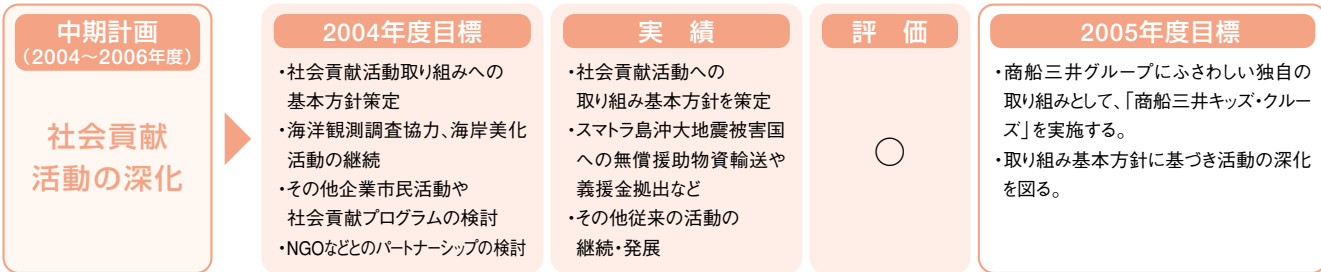 中期計画
（2004～2006年度）
社会貢献
活動の深化
2004年度目標
・社会貢献活動取り組みへの
基本方針策定
・海洋観測調査協力、海岸美化
活動の継続
・その他企業市民活動や
社会貢献プログラムの検討
・NGOなどとのパートナーシップの検討
実　績
・社会貢献活動への
取り組み基本方針を策定
・スマトラ島沖大地震被害国
への無償援助物資輸送や
義援金拠出など
・その他従来の活動の
継続・発展
評　価
○
2005年度目標
・商船三井グループにふさわしい独自の
取り組みとして、「商船三井キッズ・クルー
ズ」を実施する。
・取り組み基本方針に基づき活動の深化
を図る。